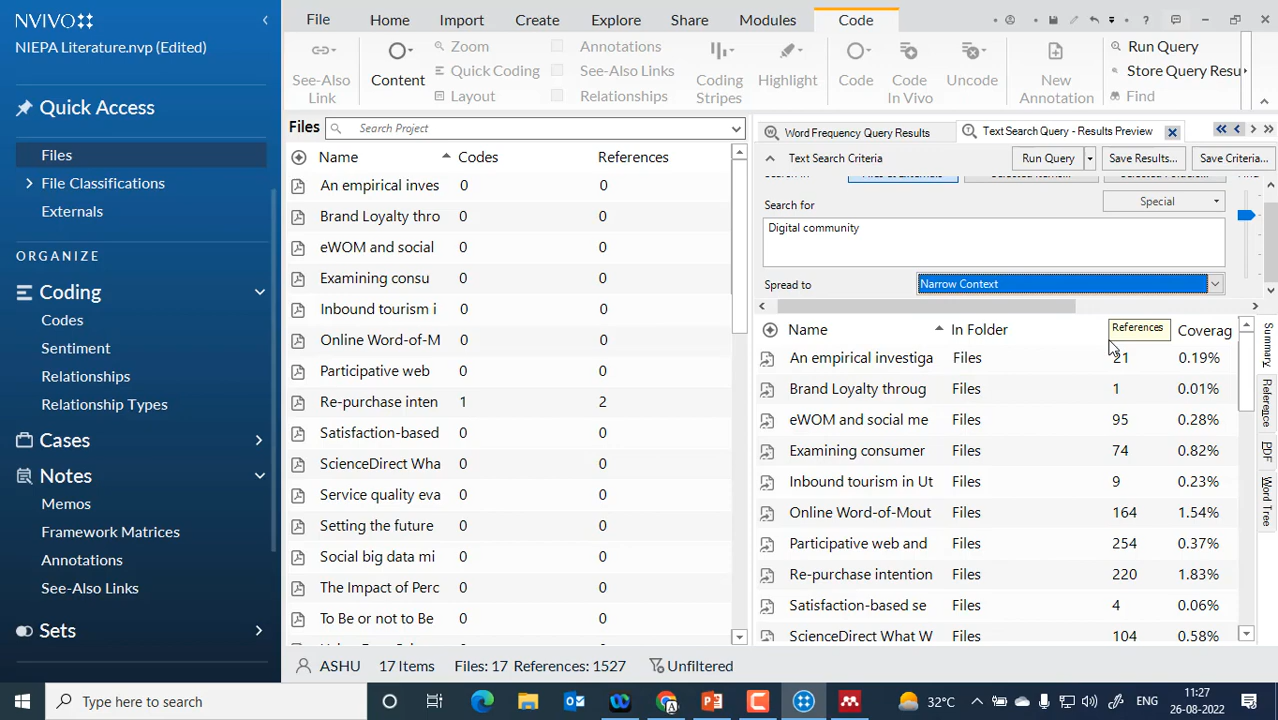 NVIVO
NIEPA Literature.nvp (Edited)
Quick Access
Files
File Classifications
Externals
ORGANIZE
Coding
Codes
Sentiment
Relationships
Relationship Types
Cases
Notes
Memos
Framework Matrices
Annotations
See-Also Links
Sets
File Home Import Create Explore Share Modules Code
See-Also Link
Content
Zoom
Quick Coding
Layout
Annotations
See-Also Links
Relationships
Coding Stripes
Highlight
Code
Code In Vivo
Uncode
New Annotation
Run Query
Store Query Resu
Find
Files Search Project
Name Codes References
An empirical inves 0 0
Brand Loyalty thro 0 0
eWOM and social 0 0
Examining consu 0 0
Inbound tourism i 0 0
Online Word-of-M 0 0
Participative web 0 0
Re-purchase inten 1 2
Satisfaction-based 0 0
ScienceDirect Wha 0 0
Service quality eva 0 0
Setting the future 0 0
Social big data mi 0 0
The Impact of Perc 0 0
To Be or not to Be 0 0
Word Frequency Query Results Text Search Query - Results Preview
Text Search Criteria Run Query Save Results... Save Criteria...
Search for Special
Digital community
Spread to Narrow Context
Name In Folder References Coverag
An empirical investiga Files 21 0.19%
Brand Loyalty throug Files 1 0.01%
eWOM and social me Files 95 0.28%
Examining consumer Files 74 0.82%
Inbound tourism in Ut Files 9 0.23%
Online Word-of-Mout Files 164 1.54%
Participative web and Files 254 0.37%
Re-purchase intention Files 220 1.83%
Satisfaction-based se Files 4 0.06%
ScienceDirect What W Files 104 0.58%
Summary
Reference
PDF
Word Tree
ASHU 17 Items Files: 17 References: 1527 Unfiltered
Type here to search
32°C
ENG
11:27
26-08-2022